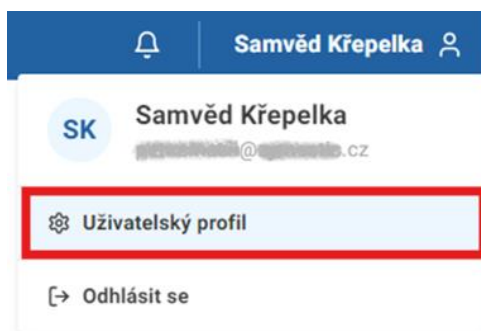 Samvěd Křepelka
SK
Samvěd Křepelka
@ .cz
Uživatelský profil
Odhlásit se